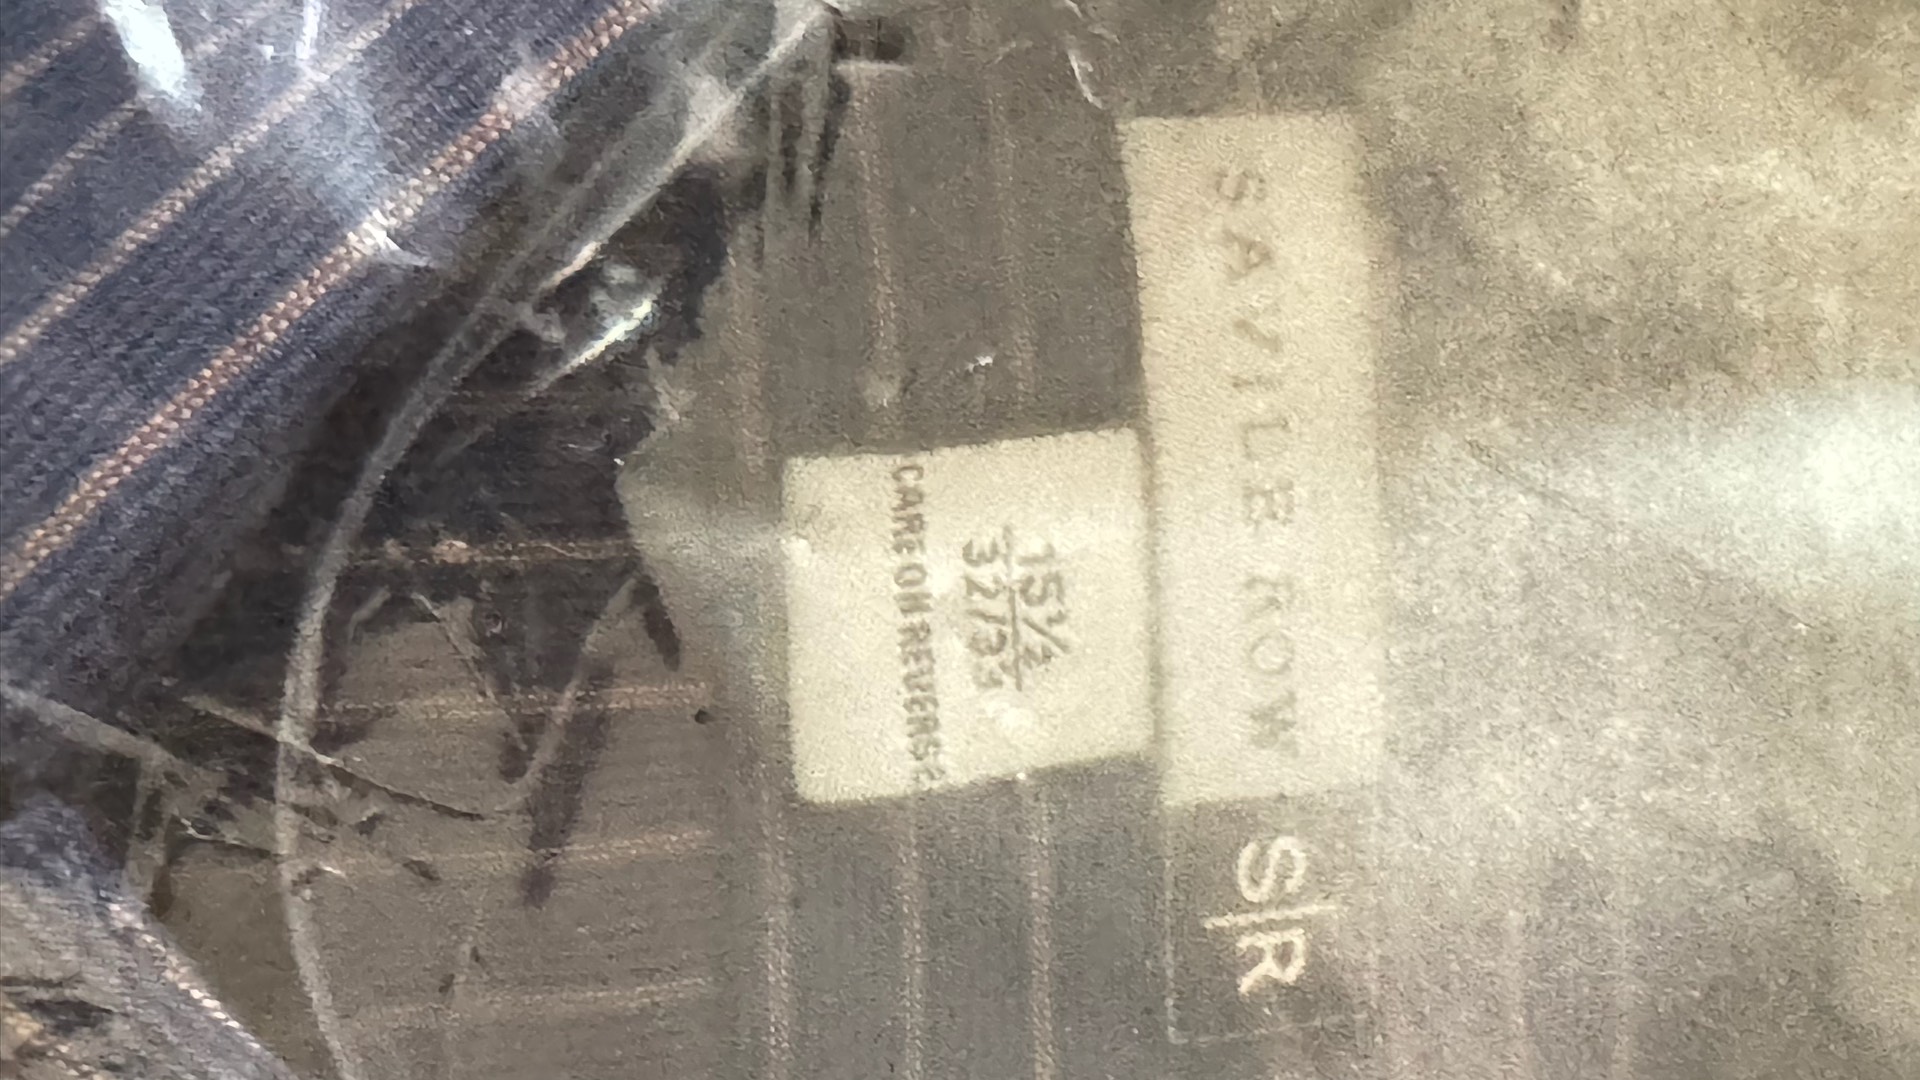 SAVILE ROW
S|R
15½
32/33
CARE ON REVERSE